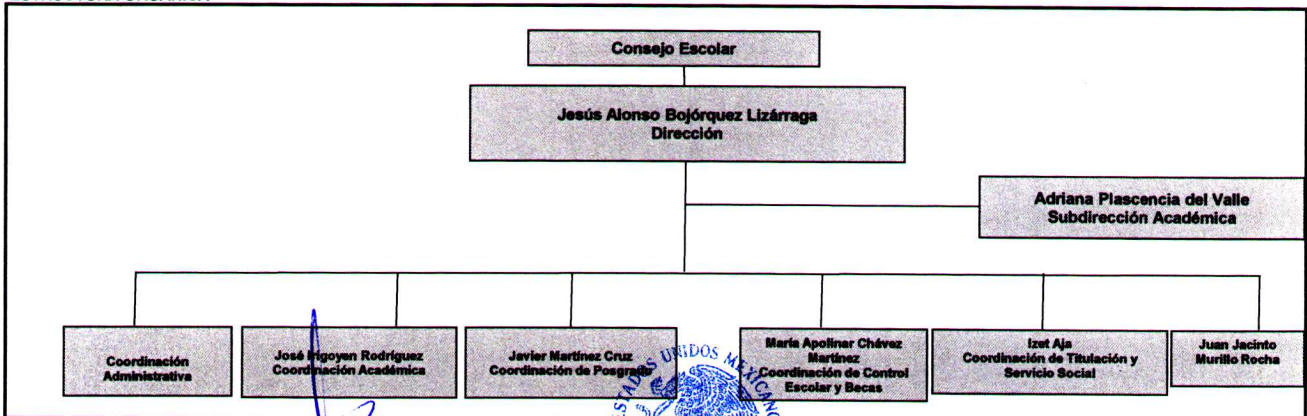 Consejo Escolar
Jesús Alonso Bojórquez Lizárraga
Dirección
Adriana Plascencia del Valle
Subdirección Académica
Coordinación
Administrativa
José Irigoyen Rodríguez
Coordinación Académica
Javier Martínez Cruz
Coordinación de Posgrado
María Apolinar Chávez
Martínez
Coordinación de Control
Escolar y Becas
Izet Aja
Coordinación de Titulación y
Servicio Social
Juan Jacinto
Murillo Rocha
ESTADOS UNIDOS MEXICANOS